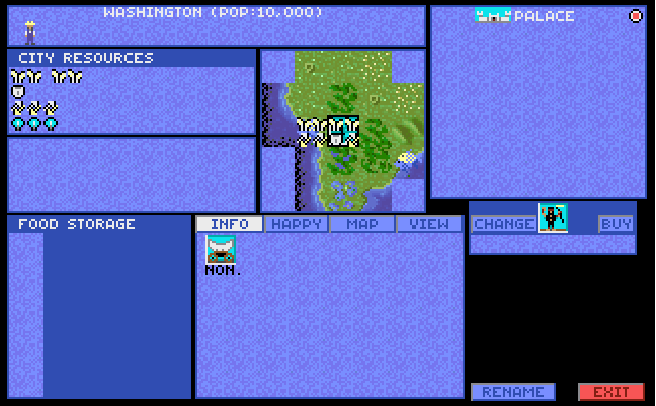 WASHINGTON (POP:10,000)
PALACE
CITY RESOURCES
CHANGE
BUY
FOOD STORAGE
INFO
HAPPY
MAP
VIEW
NON.
RENAME
EXIT